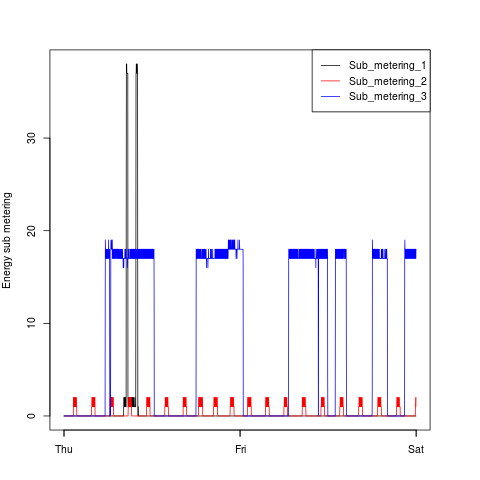 Sub_metering_1
Sub_metering_2
Sub_metering_3
Energy sub metering
30
20
10
0
Thu
Fri
Sat